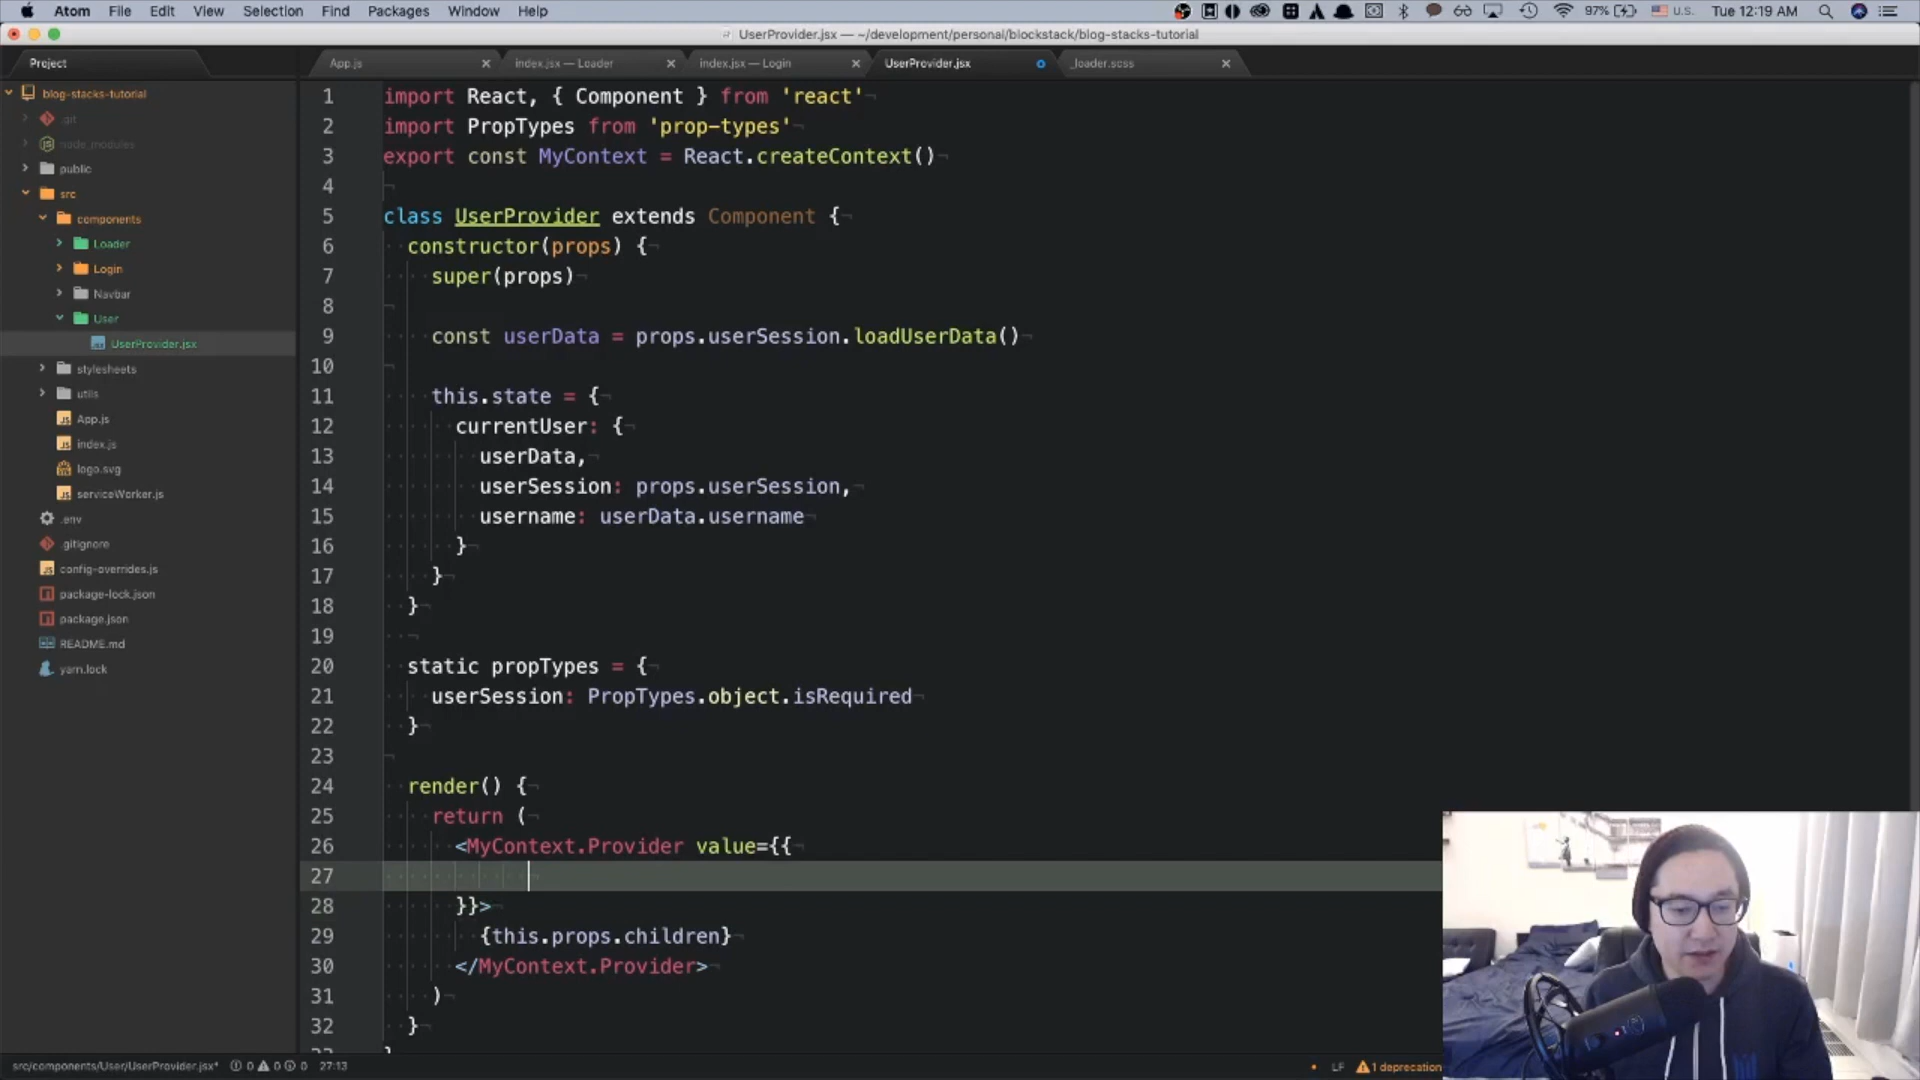 Atom File Edit View Selection Find Packages Window Help 97% U.S. Tue 12:19 AM
UserProvider.jsx — ~/development/personal/blockstack/blog-stacks-tutorial
Project App.js index.jsx — Loader index.jsx — Login UserProvider.jsx _loader.scss
blog-stacks-tutorial
.git
node_modules
public
src
components
Loader
Login
Navbar
User
UserProvider.jsx
stylesheets
utils
App.js
index.js
logo.svg
serviceWorker.js
.env
.gitignore
config-overrides.js
package-lock.json
package.json
README.md
yarn.lock
1 import React, { Component } from 'react'
2 import PropTypes from 'prop-types'
3 export const MyContext = React.createContext()
4
5 class UserProvider extends Component {
6 constructor(props) {
7 super(props)
8
9 const userData = props.userSession.loadUserData()
10
11 this.state = {
12 currentUser: {
13 userData,
14 userSession: props.userSession,
15 username: userData.username
16 }
17 }
18 }
19
20 static propTypes = {
21 userSession: PropTypes.object.isRequired
22 }
23
24 render() {
25 return (
26 <MyContext.Provider value={{
27
28 }}>
29 {this.props.children}
30 </MyContext.Provider>
31 )
32 }
src/components/User/UserProvider.jsx* 0 0 0 27:13 LF 1 deprecation